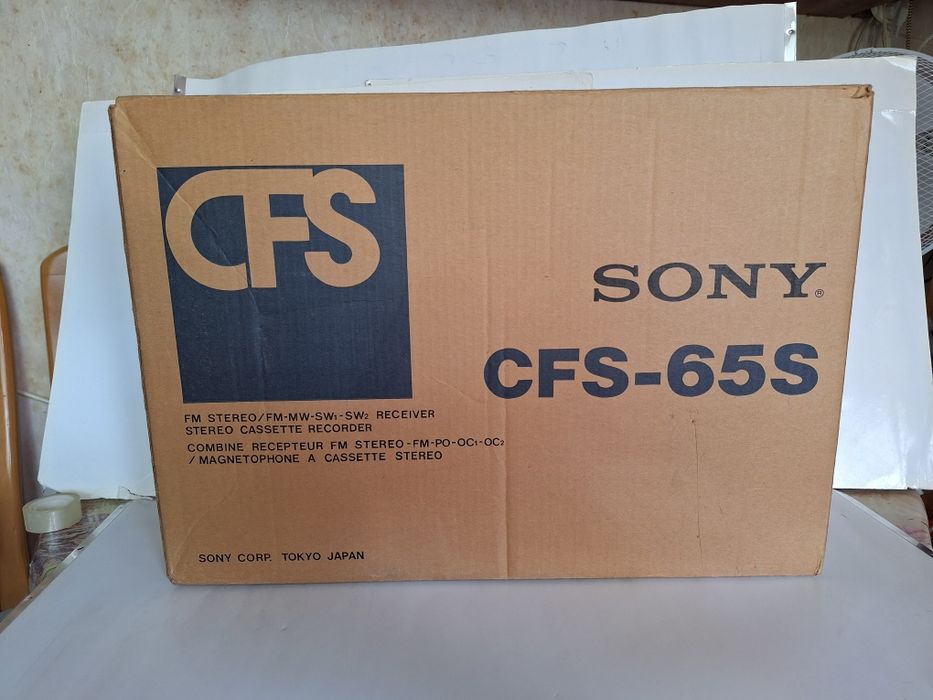 CFS
SONY®
CFS-65S
FM STEREO/FM-MW-SW₁-SW₂ RECEIVER
STEREO CASSETTE RECORDER
COMBINE RECEPTEUR FM STEREO-FM-PO-OC₁-OC₂
/ MAGNETOPHONE A CASSETTE STEREO
SONY CORP. TOKYO JAPAN